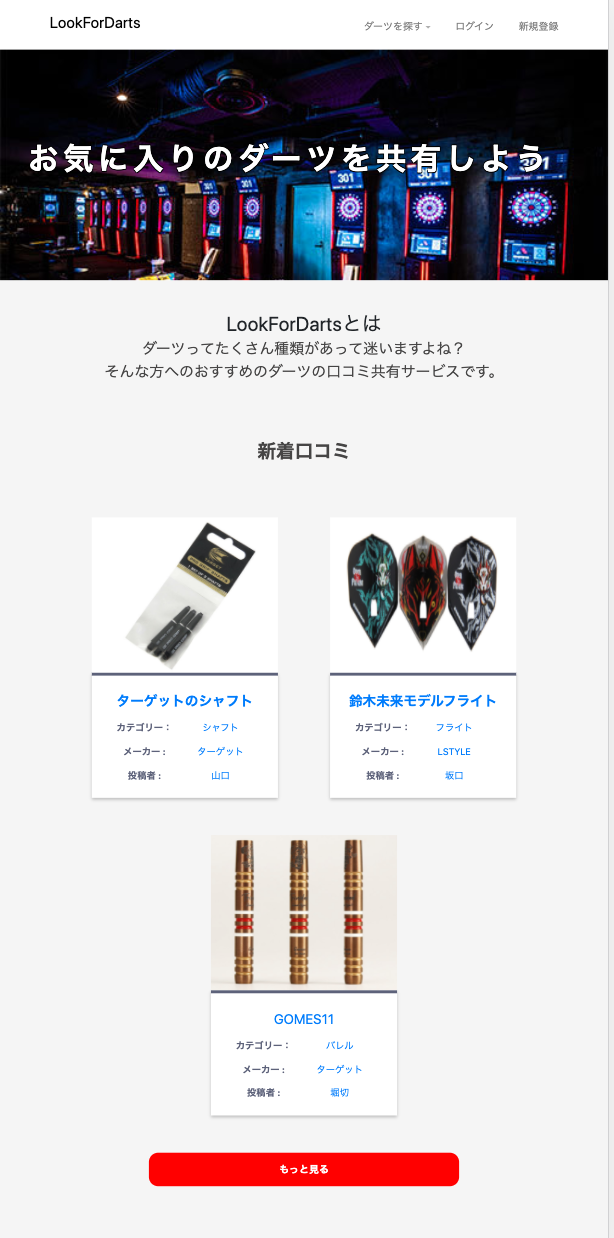 LookForDarts
ダーツを探す ログイン 新規登録
お気に入りのダーツを共有しよう
301
301
301
LookForDartsとは
ダーツってたくさん種類があって迷いますよね？
そんな方へのおすすめのダーツの口コミ共有サービスです。
新着口コミ
TARGET
ターゲットのシャフト
カテゴリー： シャフト
メーカー： ターゲット
投稿者： 山口
鈴木未来モデルフライト
カテゴリー： フライト
メーカー： LSTYLE
投稿者： 坂口
GOMES11
カテゴリー： バレル
メーカー： ターゲット
投稿者： 堀切
もっと見る